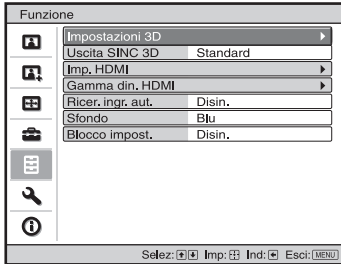 Funzione
Impostazioni 3D
Uscita SINC 3D Standard
Imp. HDMI
Gamma din. HDMI
Ricer. ingr. aut. Disin.
Sfondo Blu
Blocco impost. Disin.
Selez: Imp: Ind: Esci: MENU